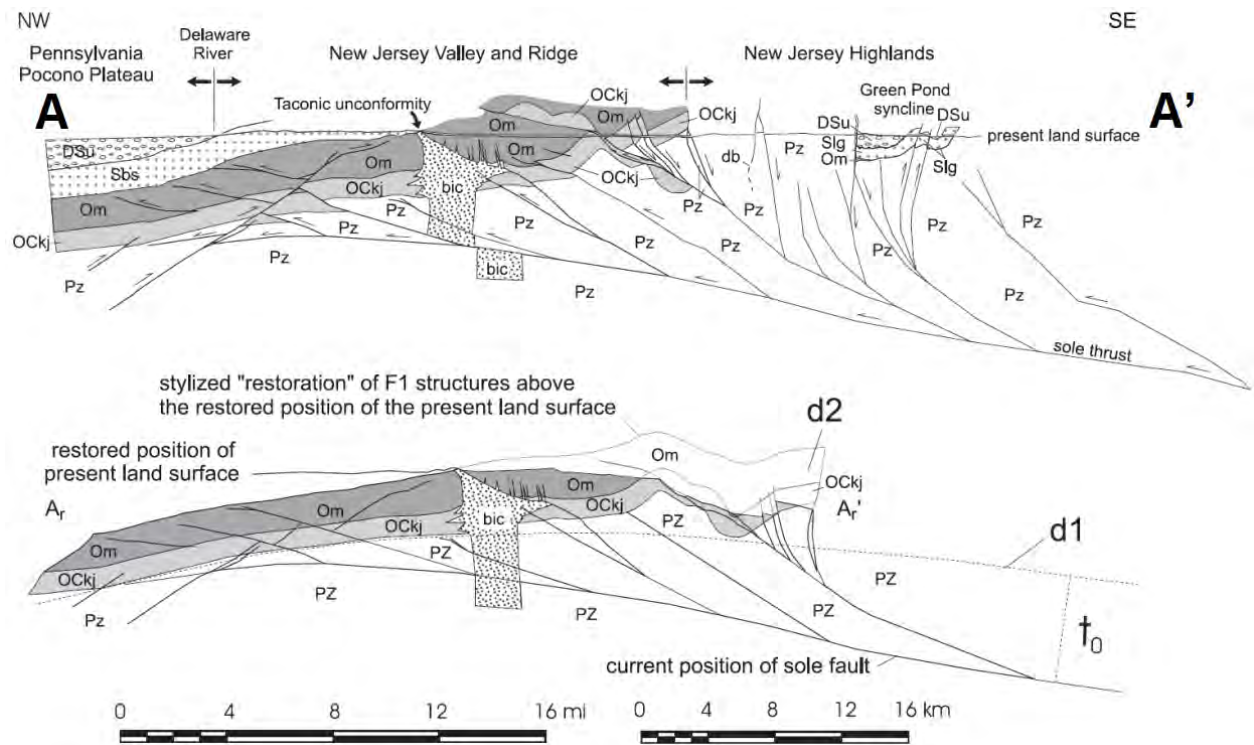 NW
SE
Pennsylvania
Pocono Plateau
Delaware
River
New Jersey Valley and Ridge
New Jersey Highlands
A
A'
Taconic unconformity
Green Pond
syncline
present land surface
OCkj
Om
OCkj
DSu
Slg
Om
DSu
Slg
DSu
Sbs
Om
OCkj
Pz
Om
OCkj
Pz
Pz
bic
bic
Om
OCkj
Pz
Pz
Pz
Pz
Pz
db
Pz
Pz
Pz
Pz
Pz
Pz
sole thrust
stylized "restoration" of F1 structures above
the restored position of the present land surface
restored position of
present land surface
d2
Om
OCkj
Ar
Ar'
Om
OCkj
Om
OCkj
bic
Pz
PZ
PZ
PZ
PZ
PZ
PZ
d1
t0
current position of sole fault
0 4 8 12 16 mi
0 4 8 12 16 km